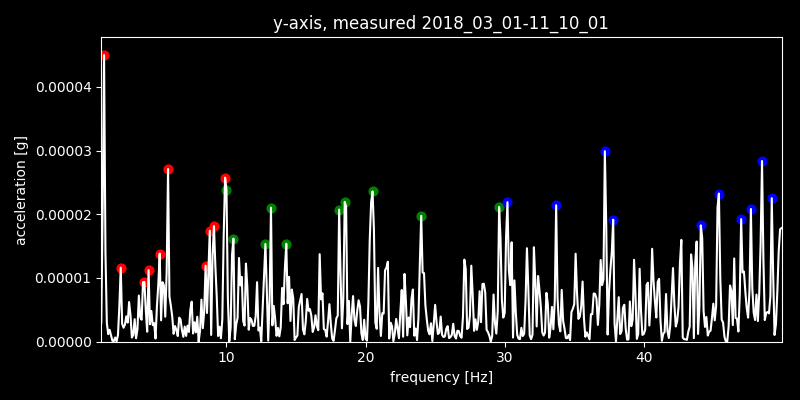 y-axis, measured 2018_03_01-11_10_01
acceleration [g]
0.00004
0.00003
0.00002
0.00001
0.00000
10 20 30 40
frequency [Hz]